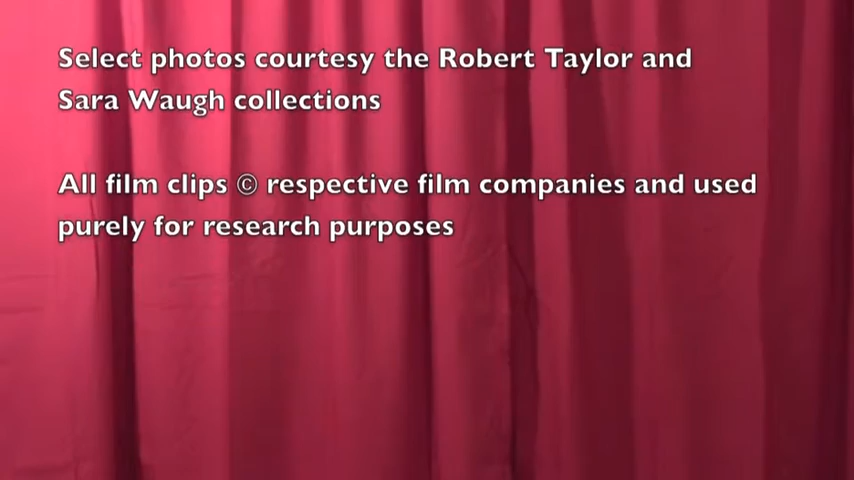 Select photos courtesy the Robert Taylor and
Sara Waugh collections
All film clips © respective film companies and used
purely for research purposes